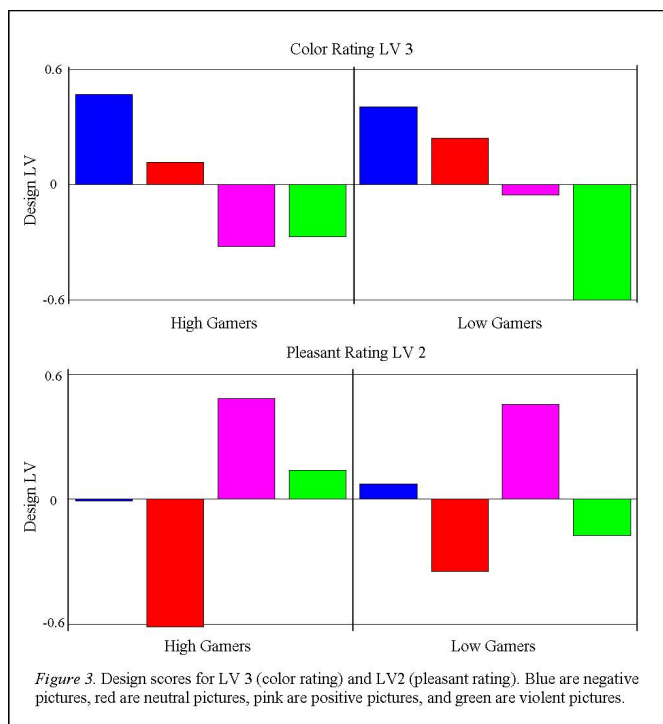 Color Rating LV 3
0.6
Design LV
0
-0.6
High Gamers Low Gamers
Pleasant Rating LV 2
0.6
Design LV
0
-0.6
High Gamers Low Gamers
Figure 3. Design scores for LV 3 (color rating) and LV2 (pleasant rating). Blue are negative
pictures, red are neutral pictures, pink are positive pictures, and green are violent pictures.